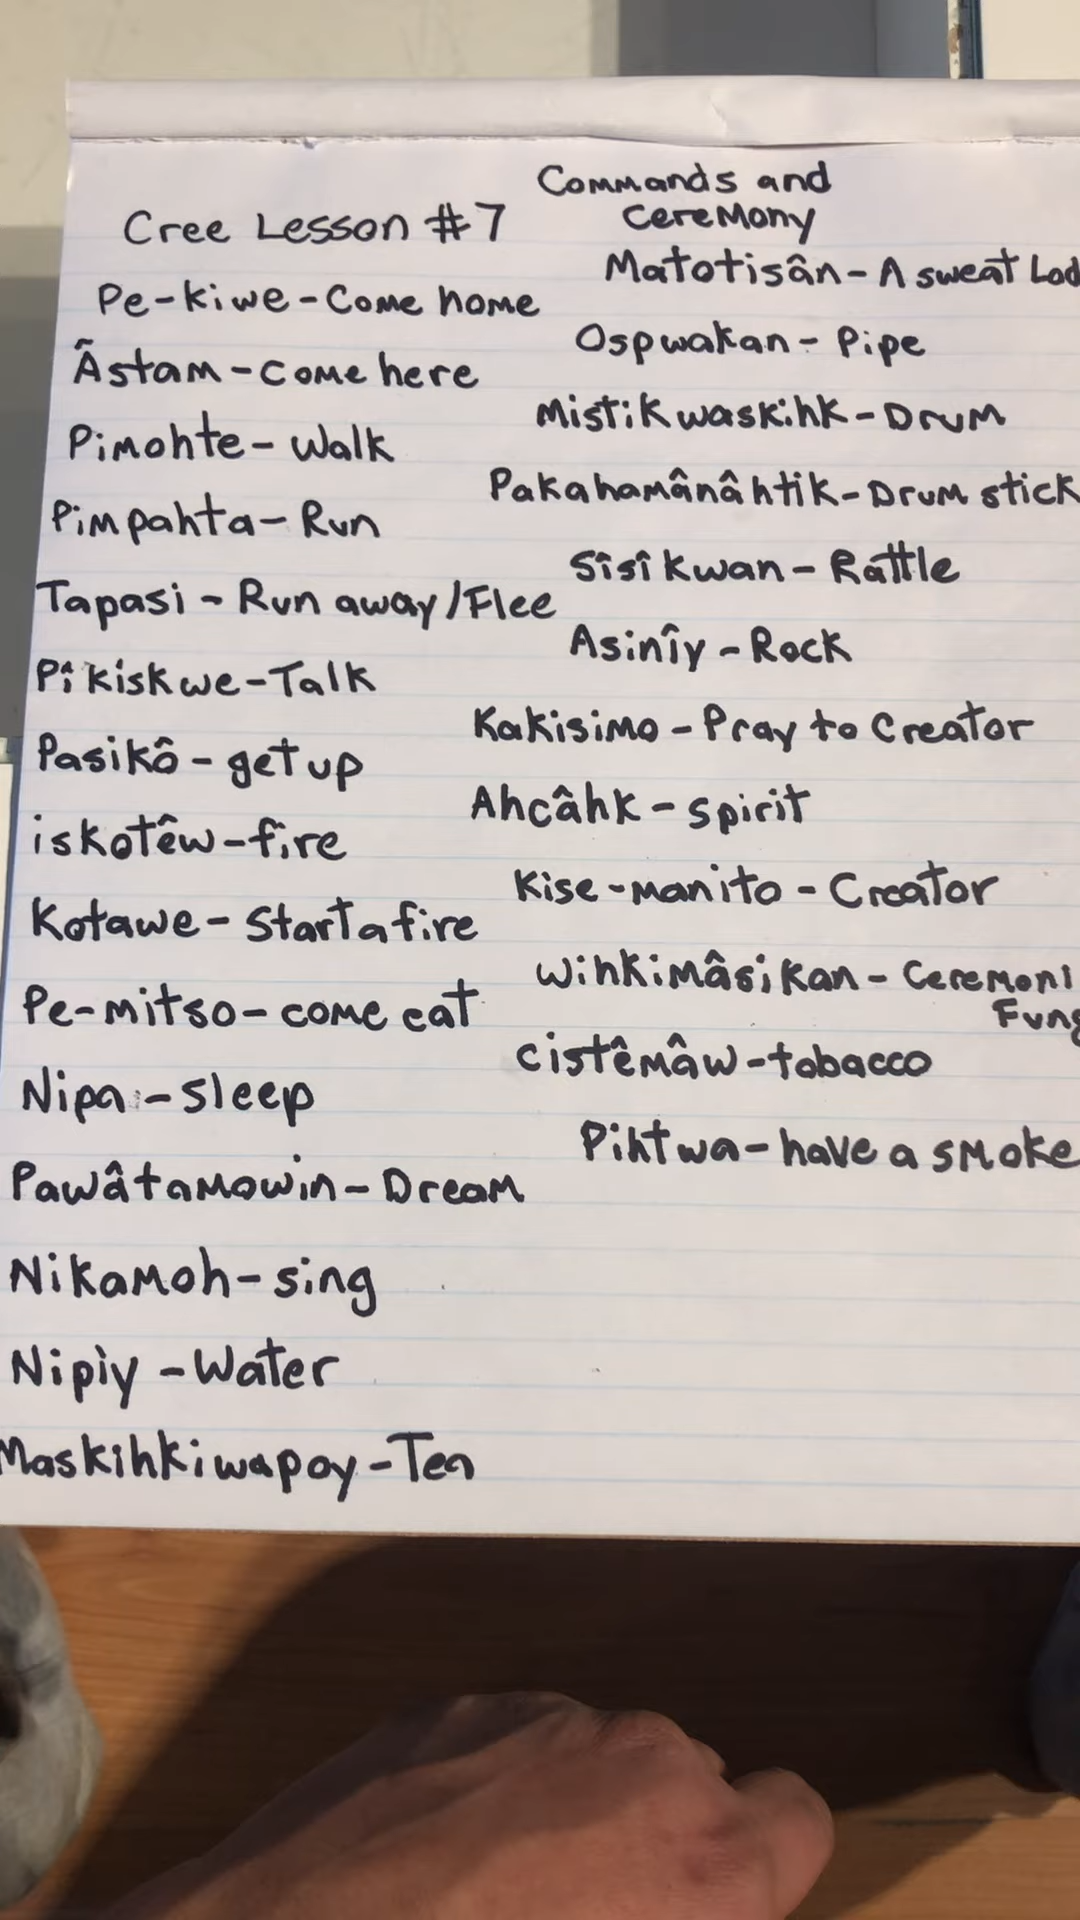 Cree Lesson #7
Pe-kiwe - Come home
Ãstam - come here
Pimohte - Walk
Pimpahta - Run
Tapasi - Run away/Flee
Pîkiskwe - Talk
Pasikô - get up
iskotêw - fire
Kotawe - Start a fire
Pe-mitso - come eat
Nipa - sleep
Pawâtamowin - Dream
Nikamoh - sing
Nipiy - Water
Maskihkiwapoy - Tea
Commands and
Ceremony
Matotisân - A sweat Lod
Ospwakan - Pipe
Mistikwaskihk - Drum
Pakahamânâhtik - Drum stick
Sîsîkwan - Rattle
Asinîy - Rock
Kakisimo - Pray to Creator
Ahcâhk - spirit
Kise-manito - Creator
Wihkimâsikan - Ceremoni
Fung
Cistêmâw - tobacco
Pihtwa - have a smoke